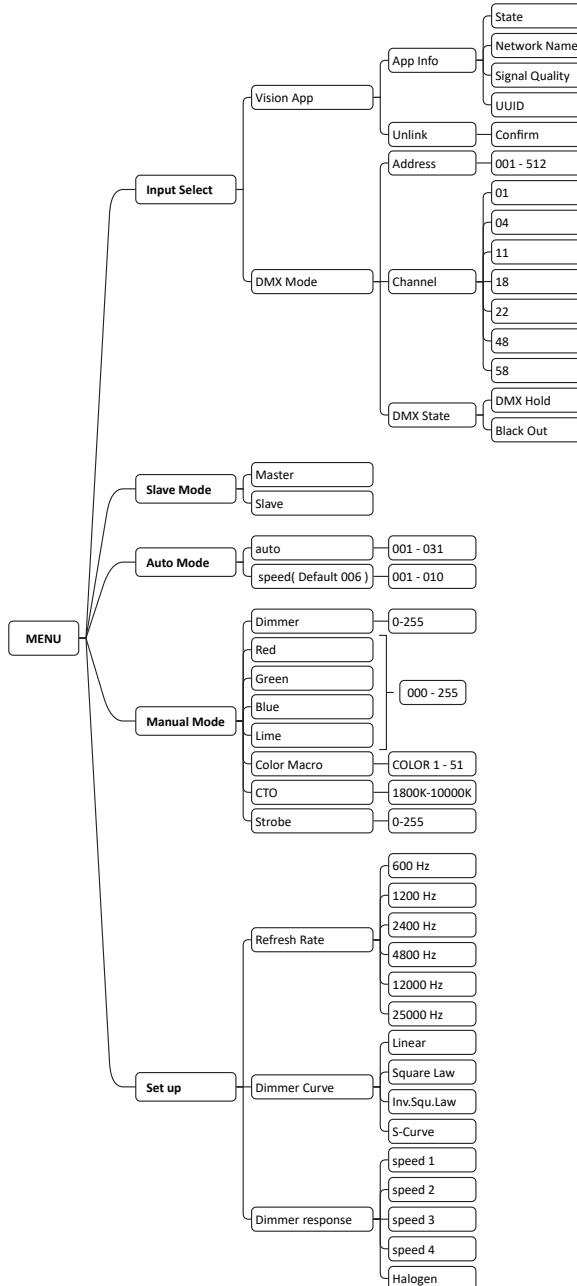 MENU
Input Select
Vision App
App Info
State
Network Name
Signal Quality
UUID
Unlink
Confirm
DMX Mode
Address
001 - 512
Channel
01
04
11
18
22
48
58
DMX State
DMX Hold
Black Out
Slave Mode
Master
Slave
Auto Mode
auto
001 - 031
speed( Default 006 )
001 - 010
Manual Mode
Dimmer
0-255
Red
Green
Blue
Lime
000 - 255
Color Macro
COLOR 1 - 51
CTO
1800K-10000K
Strobe
0-255
Set up
Refresh Rate
600 Hz
1200 Hz
2400 Hz
4800 Hz
12000 Hz
25000 Hz
Dimmer Curve
Linear
Square Law
Inv.Squ.Law
S-Curve
Dimmer response
speed 1
speed 2
speed 3
speed 4
Halogen